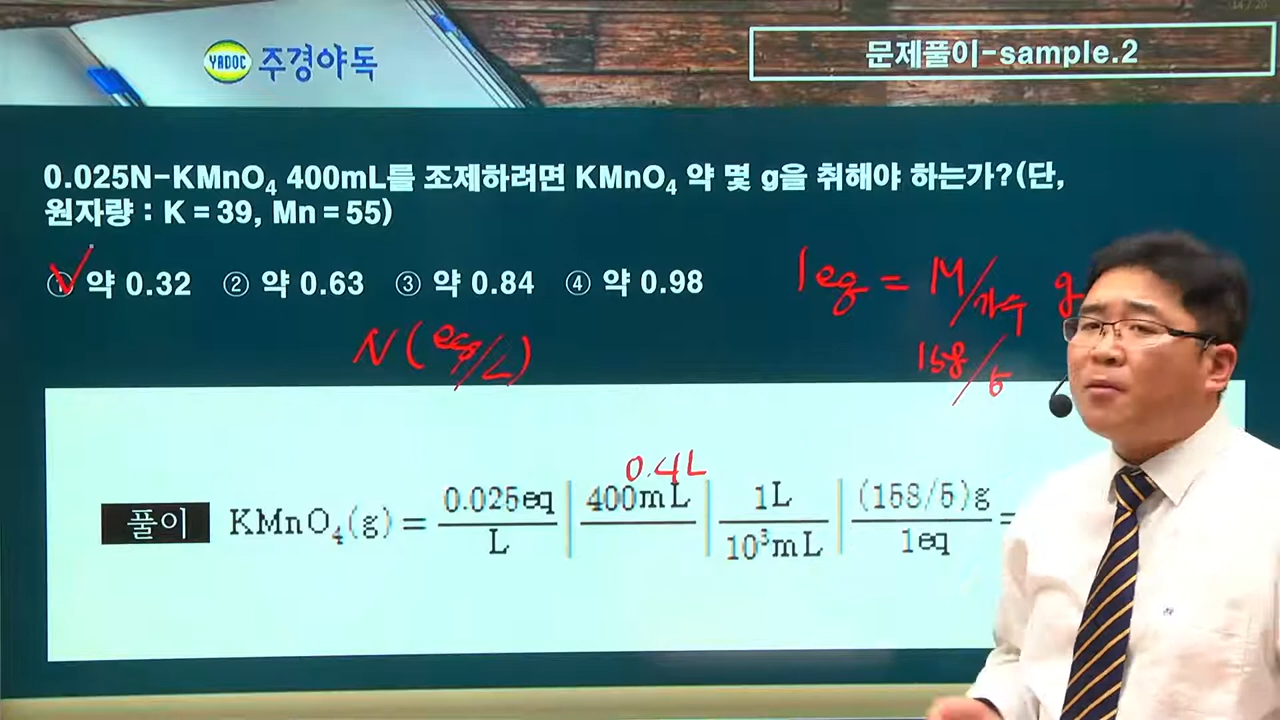 YADOC 주경야독
문제풀이-sample.2
0.025N-KMnO₄ 400mL를 조제하려면 KMnO₄ 약 몇 g을 취해야 하는가?(단,
원자량 : K = 39, Mn = 55)
① 약 0.32 ② 약 0.63 ③ 약 0.84 ④ 약 0.98
1eq = M/가수 g
N(eq/L)
158/5
0.4L
풀이 KMnO₄(g) = 0.025eq/L | 400mL | 1L/10³mL | (158/5)g/1eq =